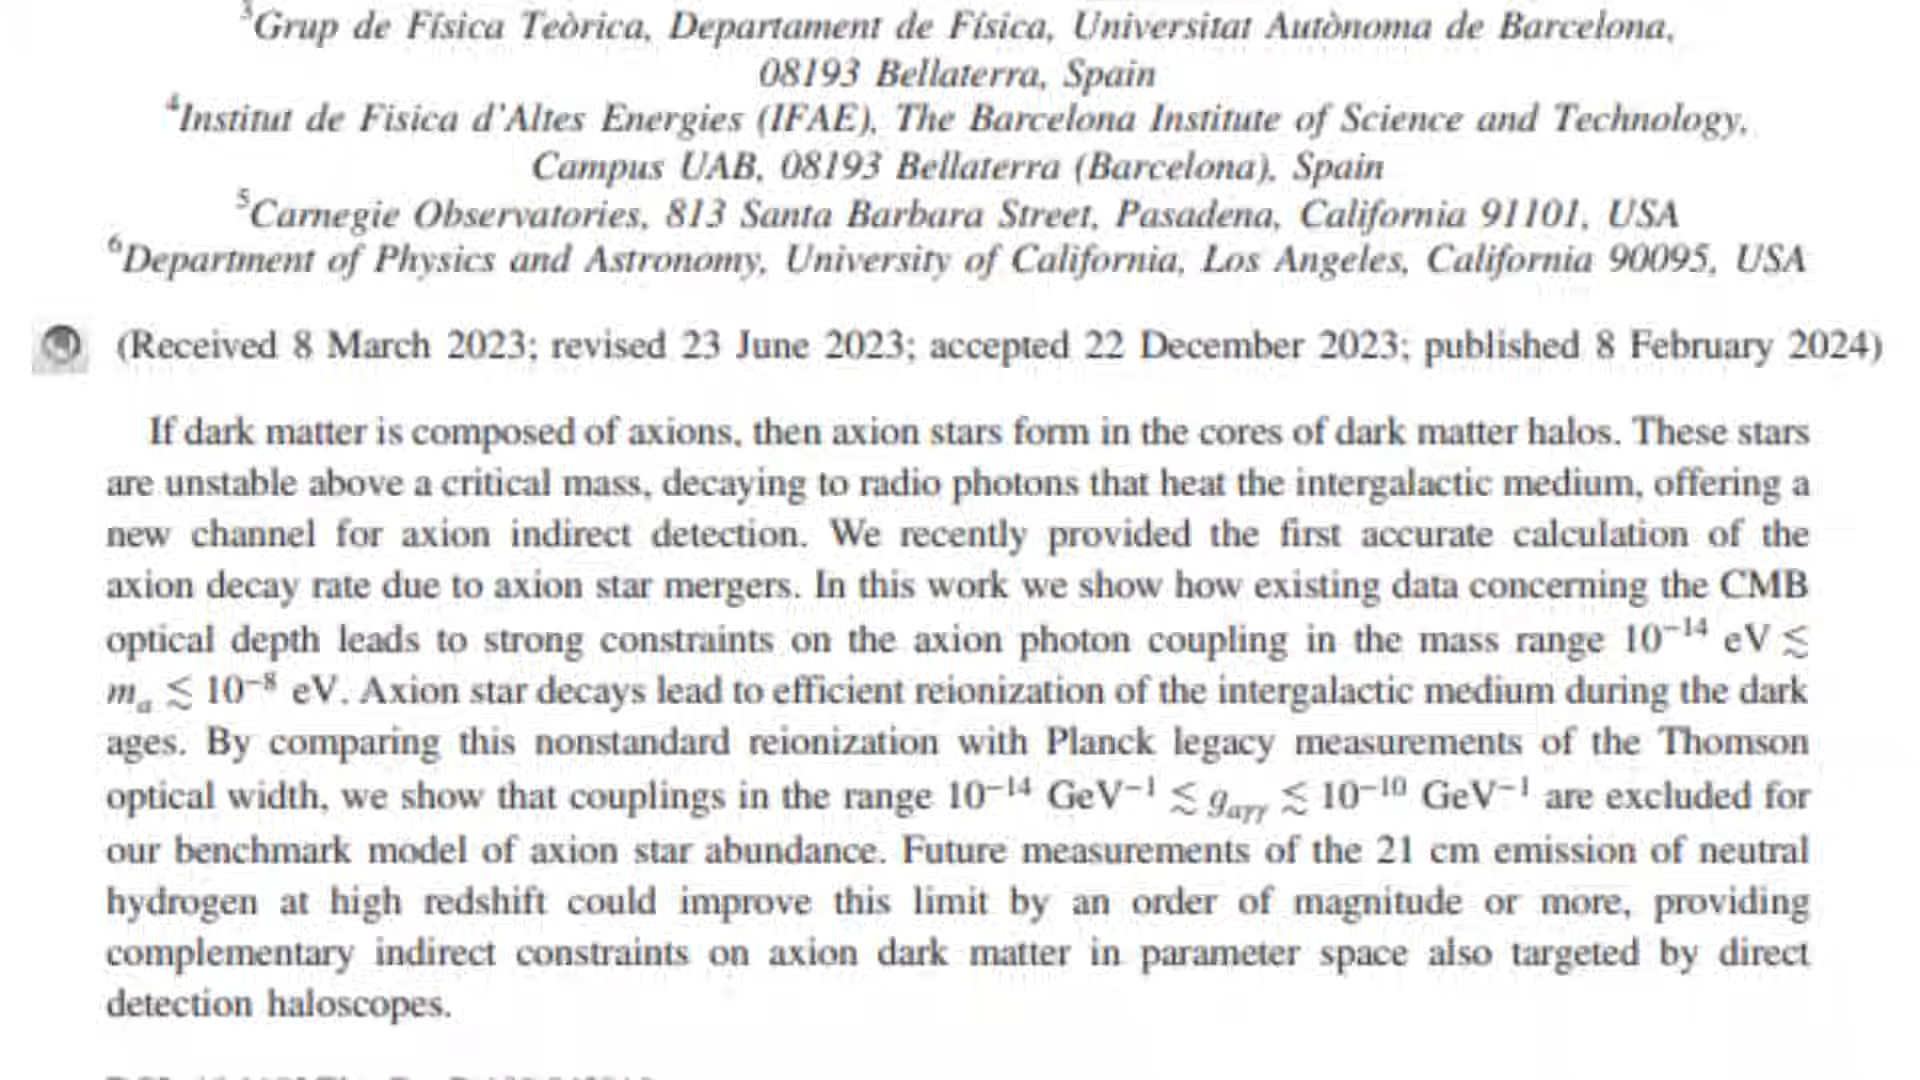 ³Grup de Física Teòrica, Departament de Física, Universitat Autònoma de Barcelona,
08193 Bellaterra, Spain
⁴Institut de Fisica d'Altes Energies (IFAE), The Barcelona Institute of Science and Technology,
Campus UAB, 08193 Bellaterra (Barcelona), Spain
⁵Carnegie Observatories, 813 Santa Barbara Street, Pasadena, California 91101, USA
⁶Department of Physics and Astronomy, University of California, Los Angeles, California 90095, USA
(Received 8 March 2023; revised 23 June 2023; accepted 22 December 2023; published 8 February 2024)
If dark matter is composed of axions, then axion stars form in the cores of dark matter halos. These stars
are unstable above a critical mass, decaying to radio photons that heat the intergalactic medium, offering a
new channel for axion indirect detection. We recently provided the first accurate calculation of the
axion decay rate due to axion star mergers. In this work we show how existing data concerning the CMB
optical depth leads to strong constraints on the axion photon coupling in the mass range 10⁻¹⁴ eV ≲
mₐ ≲ 10⁻⁸ eV. Axion star decays lead to efficient reionization of the intergalactic medium during the dark
ages. By comparing this nonstandard reionization with Planck legacy measurements of the Thomson
optical width, we show that couplings in the range 10⁻¹⁴ GeV⁻¹ ≲ gₐᵧᵧ ≲ 10⁻¹⁰ GeV⁻¹ are excluded for
our benchmark model of axion star abundance. Future measurements of the 21 cm emission of neutral
hydrogen at high redshift could improve this limit by an order of magnitude or more, providing
complementary indirect constraints on axion dark matter in parameter space also targeted by direct
detection haloscopes.